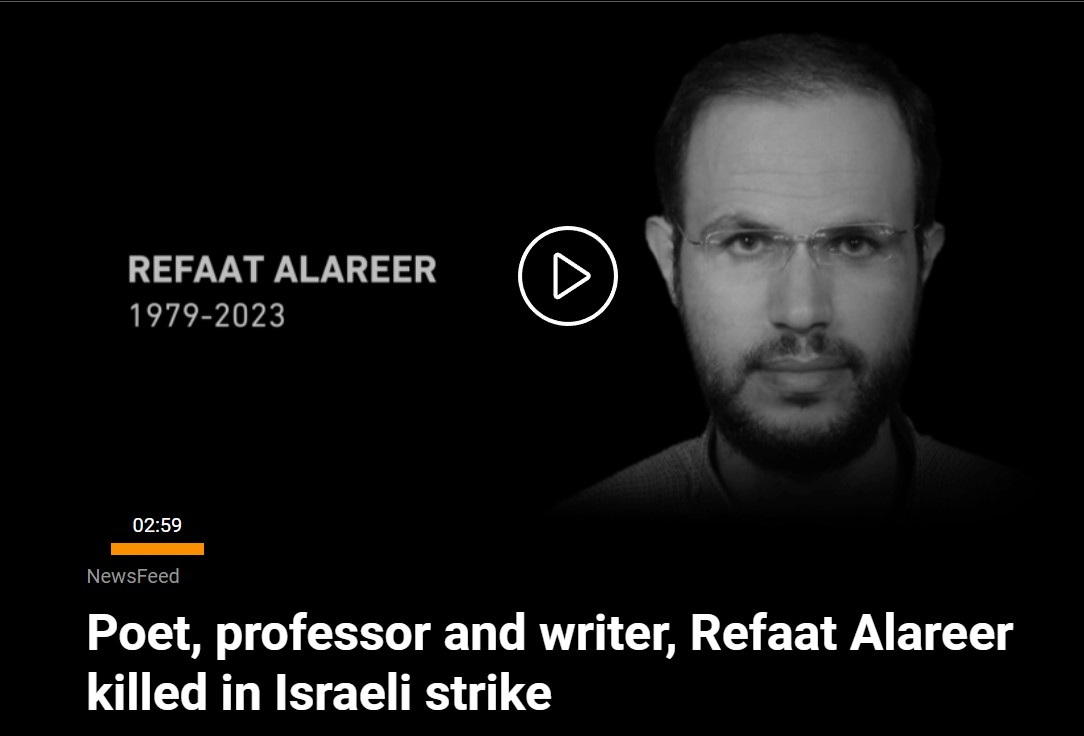 REFAAT ALAREER
1979-2023
02:59
NewsFeed
Poet, professor and writer, Refaat Alareer
killed in Israeli strike